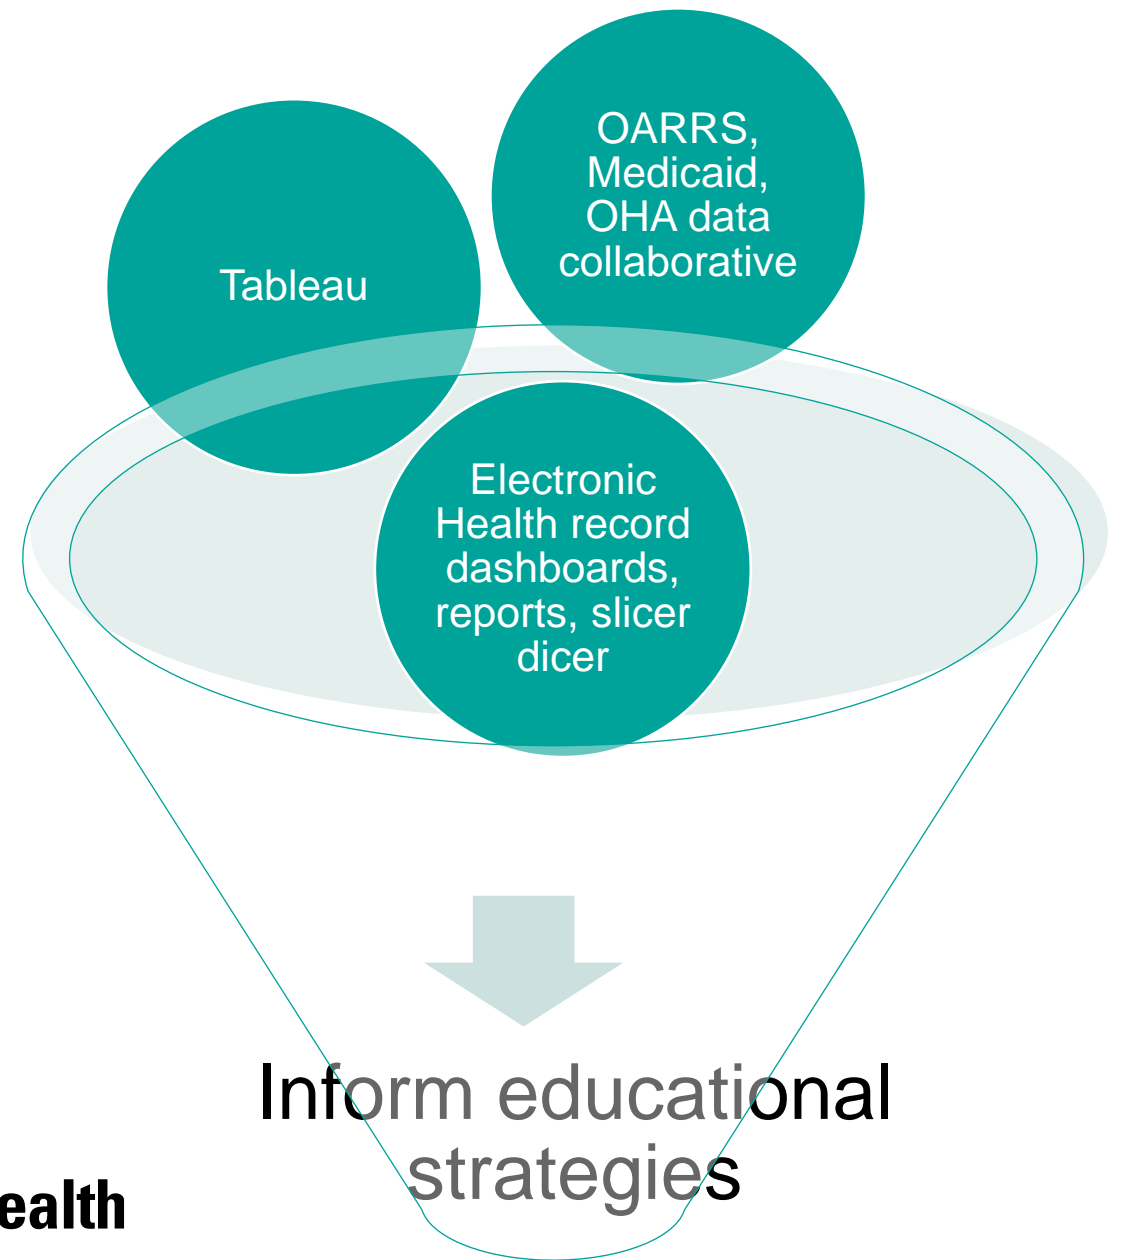 OARRS,
Medicaid,
OHA data
collaborative
Tableau
Electronic
Health record
dashboards,
reports, slicer
dicer
Inform educational
strategies
ealth